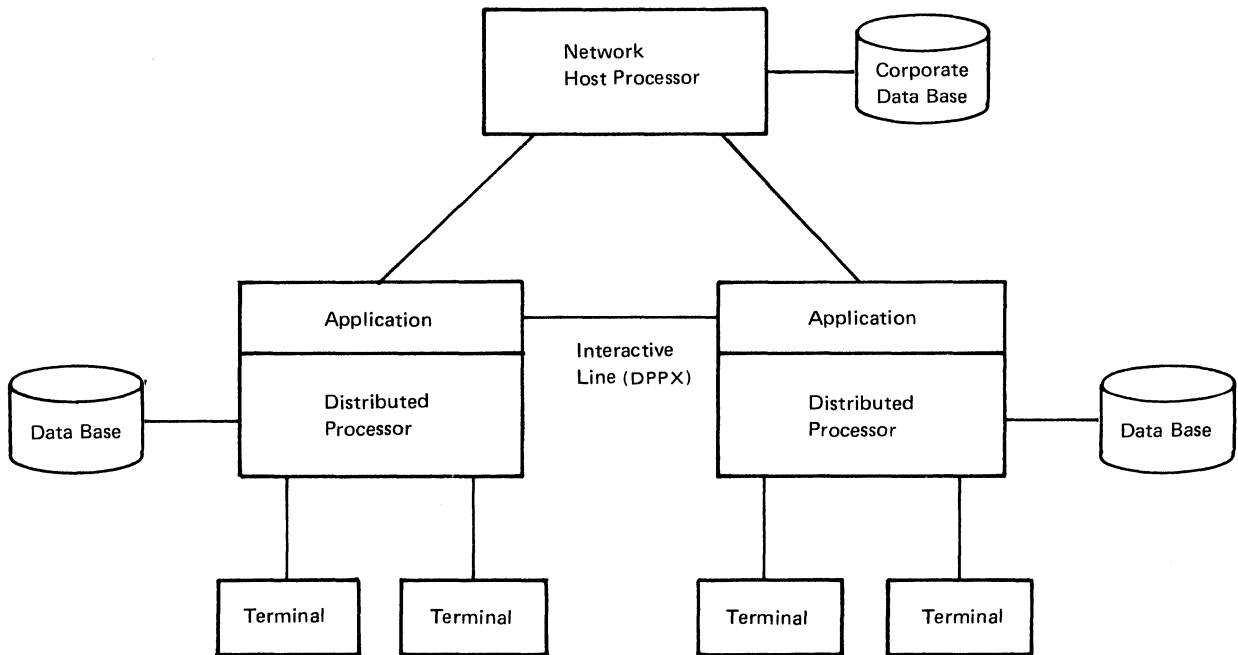 Network
Host Processor
Corporate
Data Base
Application
Application
Interactive
Line (DPPX)
Data Base
Distributed
Processor
Distributed
Processor
Data Base
Terminal
Terminal
Terminal
Terminal